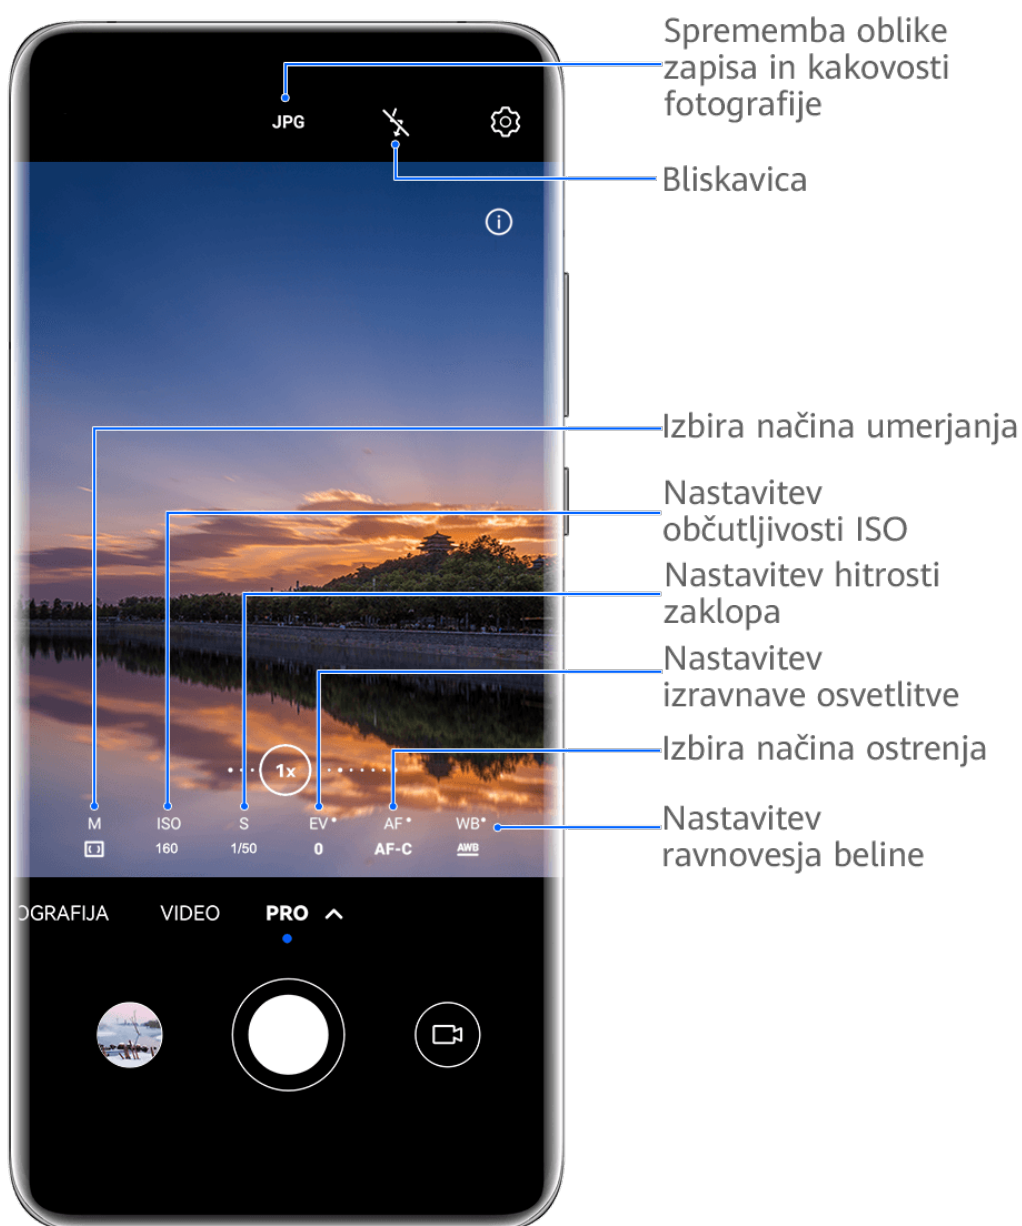 Sprememba oblike
zapisa in kakovosti
fotografije
JPG
Bliskavica
Izbira načina umerjanja
Nastavitev
občutljivosti ISO
Nastavitev hitrosti
zaklopa
Nastavitev
izravnave osvetlitve
Izbira načina ostrenja
1x
Nastavitev
ravnovesja beline
M ISO S EV AF WB
160 1/50 0 AF-C AWB
OGRAFIJA VIDEO PRO